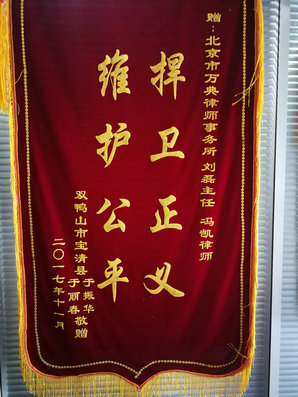 赠：北京市万典律师事务所 刘磊主任 冯凯律师
捍卫正义
维护公平
双鸭山市宝清县 于振华
于丽春 敬赠
二〇一七年十一月